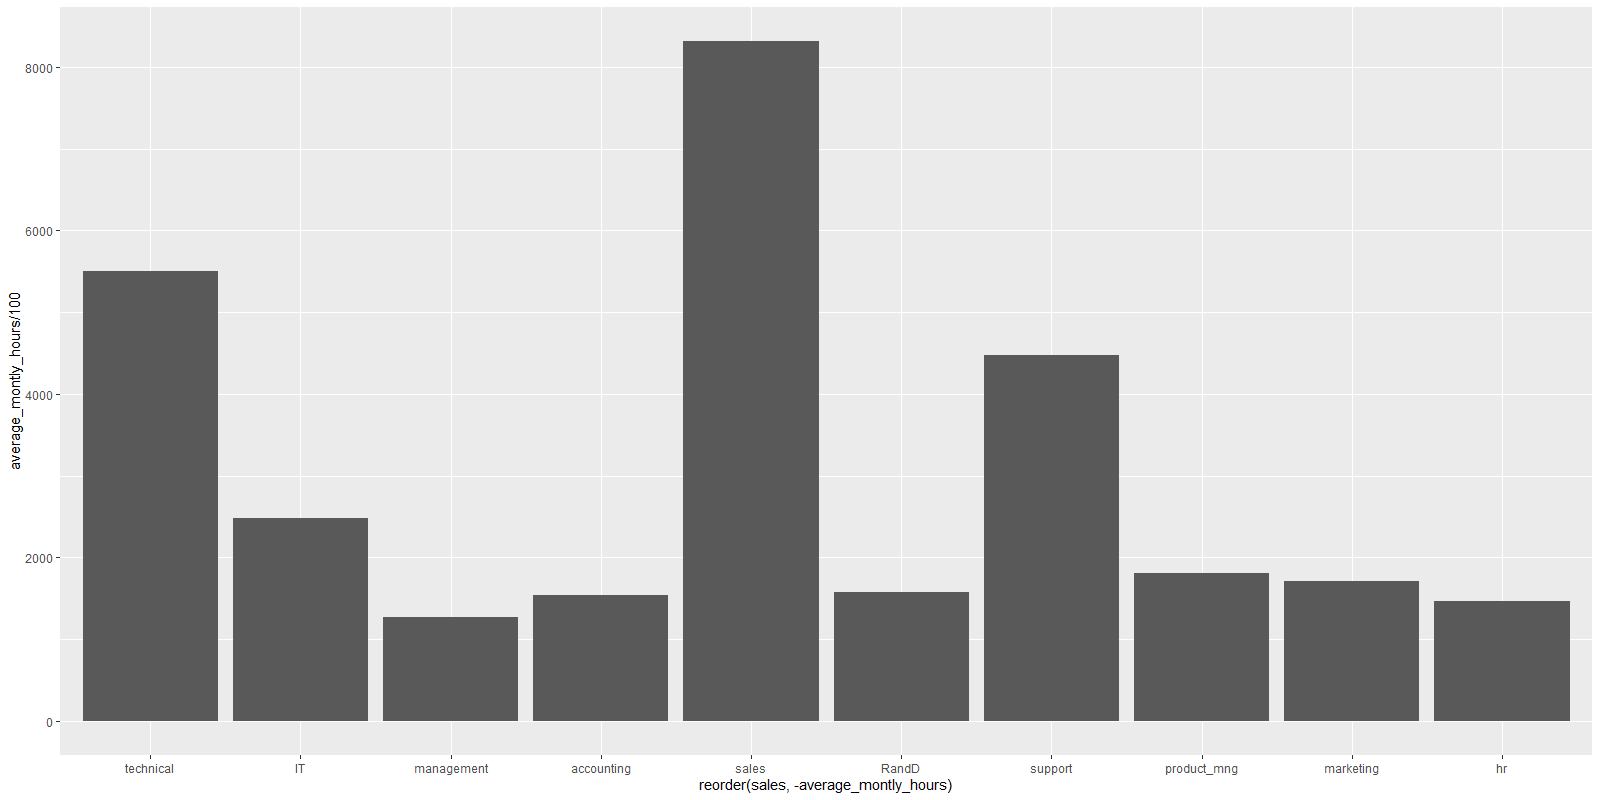 8000
6000
4000
2000
0
average_montly_hours/100
technical IT management accounting sales RandD support product_mng marketing hr
reorder(sales, -average_montly_hours)